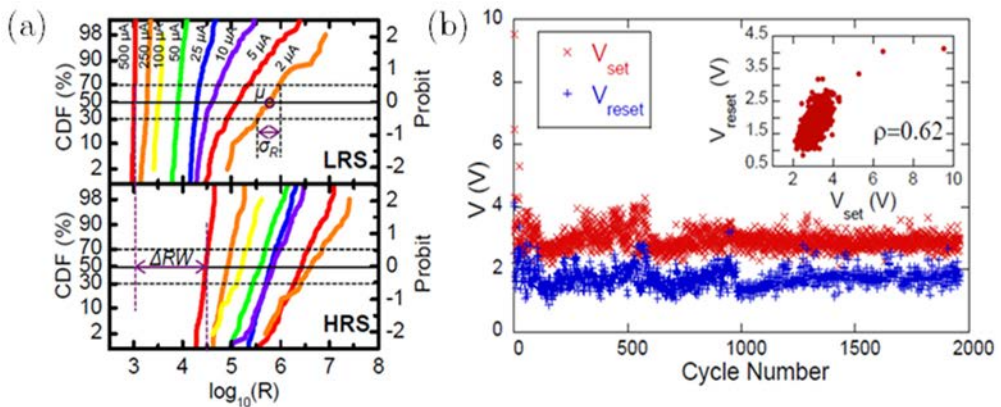 (a)
CDF (%)
98
90
70
50
30
10
2
500 µA
250 µA
100 µA
50 µA
25 µA
10 µA
5 µA
2 µA
µ
σR
LRS
2
1
0
-1
-2
Probit
CDF (%)
98
90
70
50
30
10
2
ΔRW
HRS
2
1
0
-1
-2
Probit
3 4 5 6 7 8
log10(R)
(b)
V (V)
10
8
6
4
2
0
Vset
Vreset
Vreset (V)
4.5
3.5
2.5
1.5
0.5
ρ=0.62
2 4 6 8 10
Vset (V)
0 500 1000 1500 2000
Cycle Number